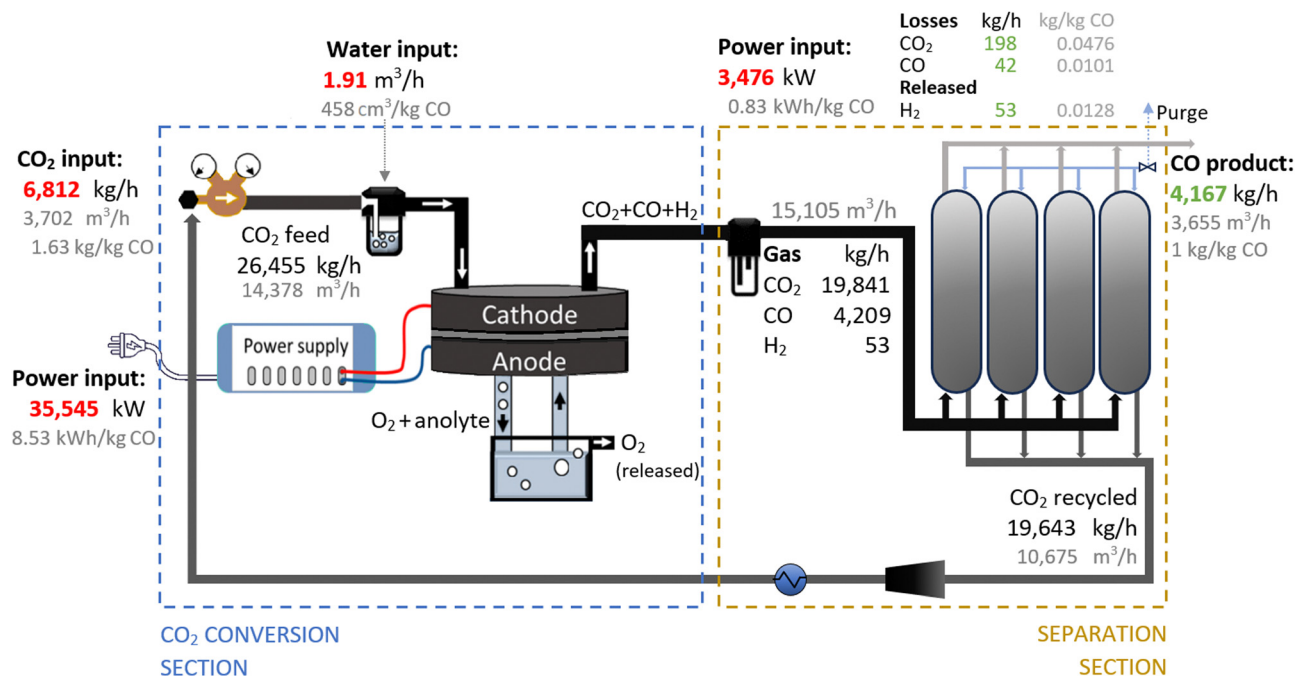 Water input:
1.91 m³/h
458 cm³/kg CO
Power input:
3,476 kW
0.83 kWh/kg CO
Losses kg/h kg/kg CO
CO₂ 198 0.0476
CO 42 0.0101
Released
H₂ 53 0.0128
Purge
CO₂ input:
6,812 kg/h
3,702 m³/h
1.63 kg/kg CO
CO₂ feed
26,455 kg/h
14,378 m³/h
CO₂+CO+H₂
15,105 m³/h
Gas kg/h
CO₂ 19,841
CO 4,209
H₂ 53
CO product:
4,167 kg/h
3,655 m³/h
1 kg/kg CO
Cathode
Anode
Power supply
Power input:
35,545 kW
8.53 kWh/kg CO
O₂ + anolyte
O₂
(released)
CO₂ recycled
19,643 kg/h
10,675 m³/h
CO₂ CONVERSION
SECTION
SEPARATION
SECTION